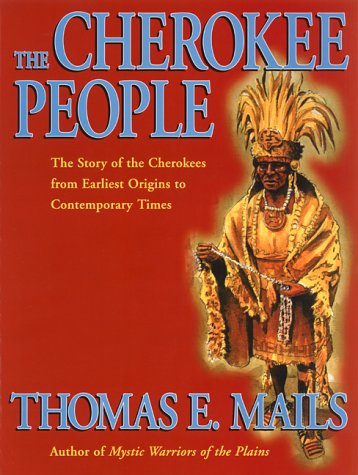 THE CHEROKEE
PEOPLE
The Story of the Cherokees
from Earliest Origins to
Contemporary Times
THOMAS E. MAILS
Author of Mystic Warriors of the Plains